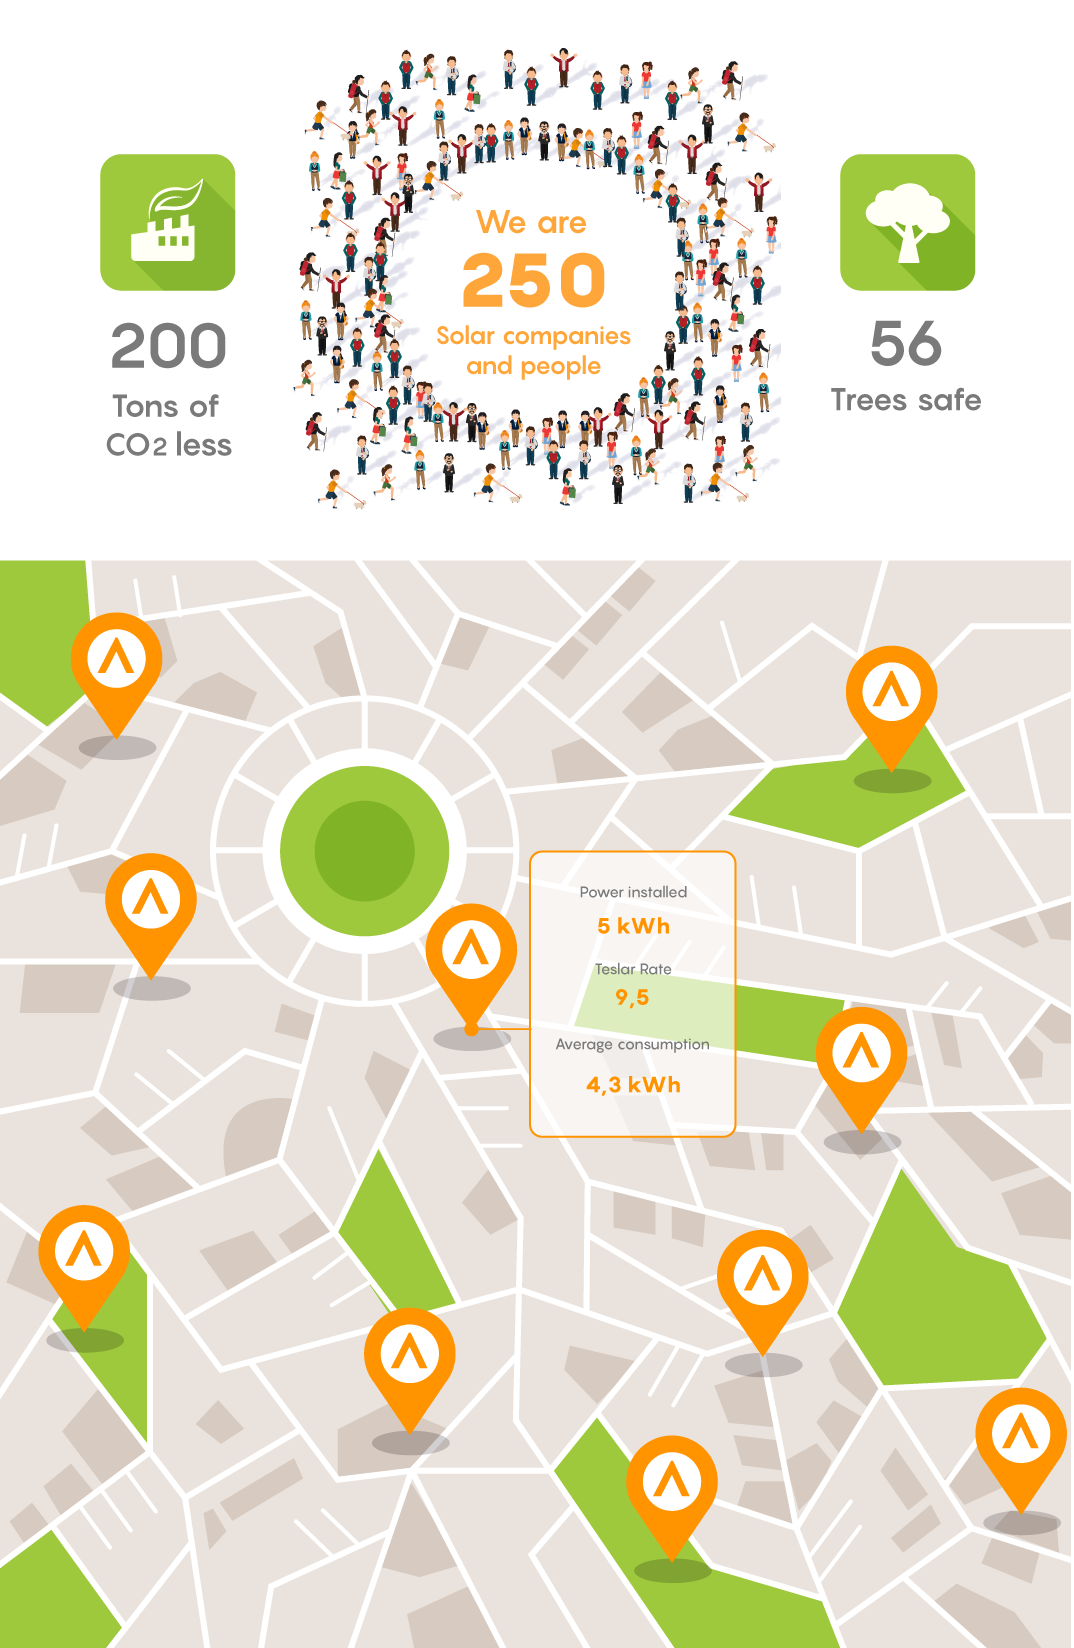 We are
250
Solar companies
and people
200
Tons of
CO2 less
56
Trees safe
Power installed
5 kWh
Teslar Rate
9,5
Average consumption
4,3 kWh